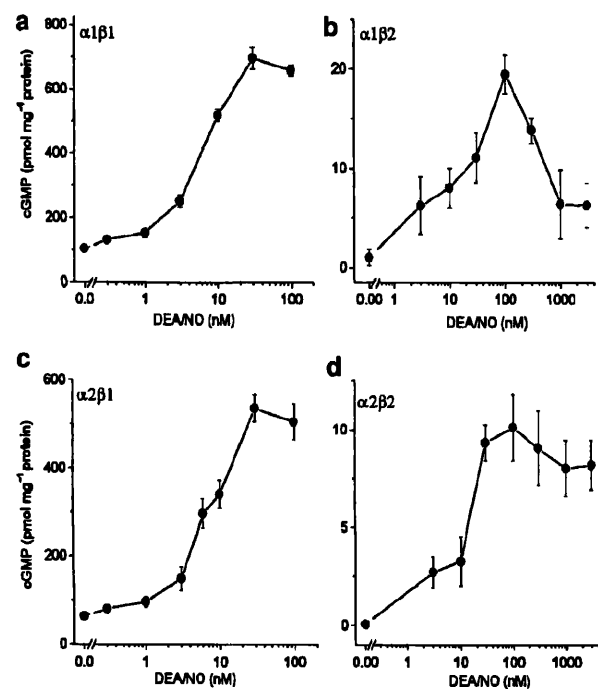 a
α1β1
800
600
400
200
0
cGMP (pmol mg⁻¹ protein)
0.0 1 10 100
DEA/NO (nM)
b
α1β2
20
10
0
0.00 1 10 100 1000
DEA/NO (nM)
c
α2β1
600
400
200
0
cGMP (pmol mg⁻¹ protein)
0.0 1 10 100
DEA/NO (nM)
d
α2β2
10
5
0
0.00 1 10 100 1000
DEA/NO (nM)